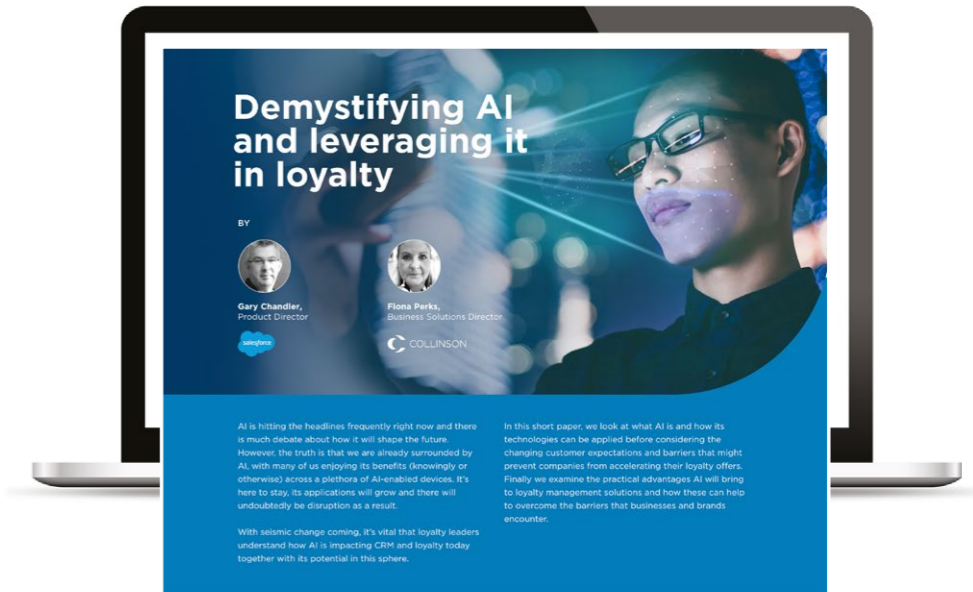 Demystifying AI
and leveraging it
in loyalty
BY
Gary Chandler,
Product Director
salesforce
Fiona Perks,
Business Solutions Director
COLLINSON
AI is hitting the headlines frequently right now and there
is much debate about how it will shape the future.
However, the truth is that we are already surrounded by
AI, with many of us enjoying its benefits (knowingly or
otherwise) across a plethora of AI-enabled devices. It's
here to stay, its applications will grow and there will
undoubtedly be disruption as a result.
With seismic change coming, it's vital that loyalty leaders
understand how AI is impacting CRM and loyalty today
together with its potential in this sphere.
In this short paper, we look at what AI is and how its
technologies can be applied before considering the
changing customer expectations and barriers that might
prevent companies from accelerating their loyalty offers.
Finally we examine the practical advantages AI will bring
to loyalty management solutions and how these can help
to overcome the barriers that businesses and brands
encounter.